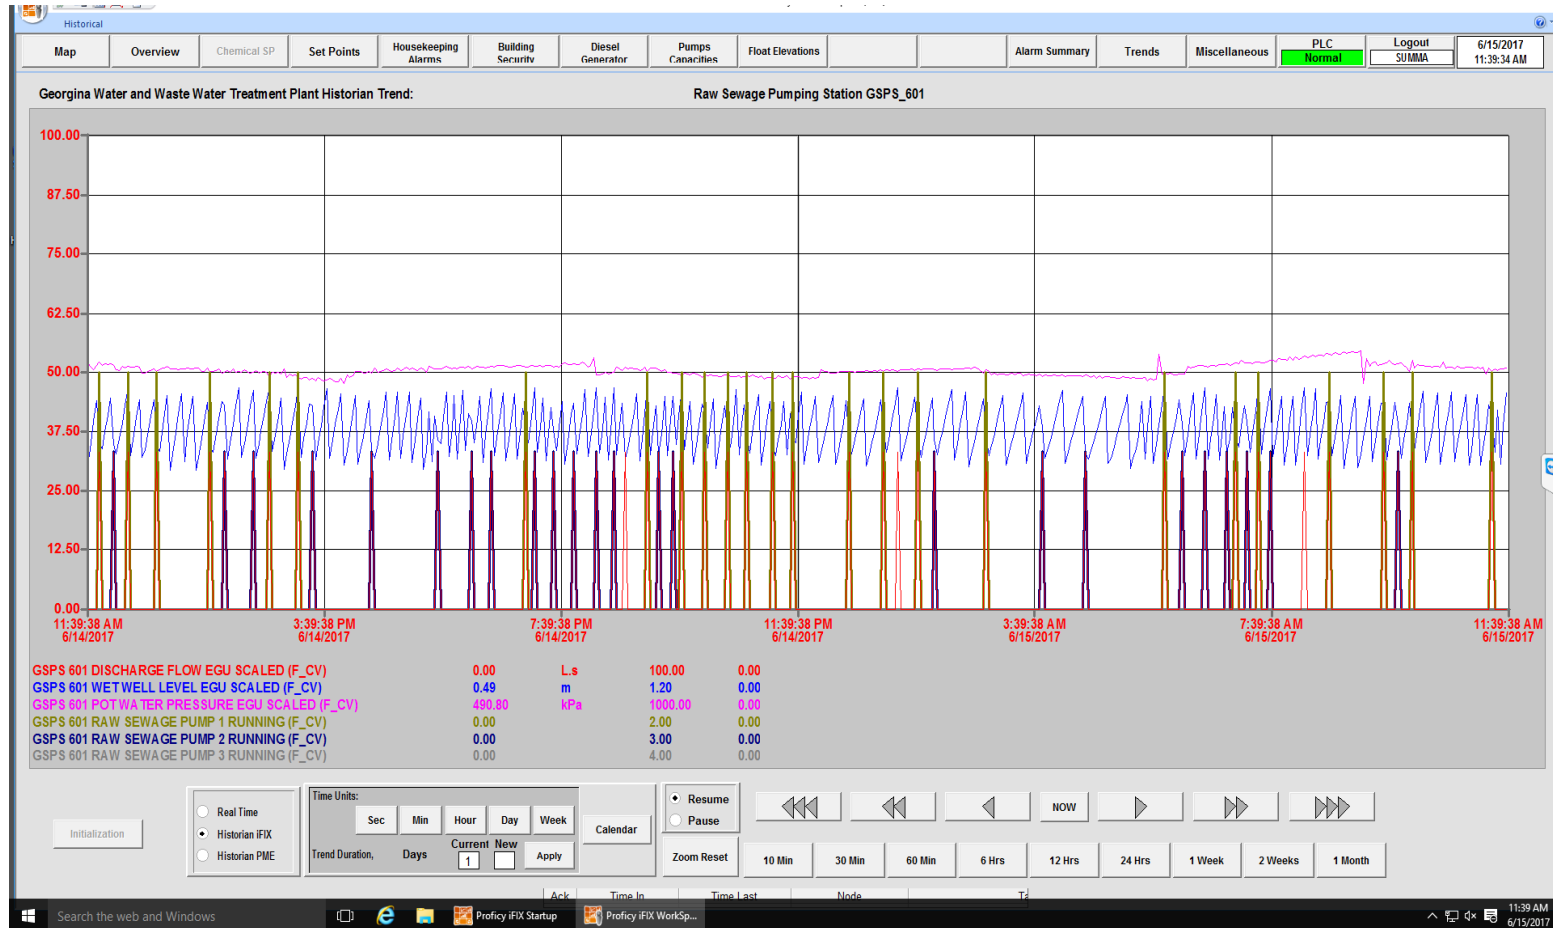 Historical
Map Overview Chemical SP Set Points Housekeeping Alarms Building Security Diesel Generator Pumps Capacities Float Elevations Alarm Summary Trends Miscellaneous PLC Normal Logout SUMMA 6/15/2017 11:39:34 AM
Georgina Water and Waste Water Treatment Plant Historian Trend: Raw Sewage Pumping Station GSPS_601
100.00
87.50
75.00
62.50
50.00
37.50
25.00
12.50
0.00
11:39:38 AM 3:39:38 PM 7:39:38 PM 11:39:38 PM 3:39:38 AM 7:39:38 AM 11:39:38 AM
6/14/2017 6/14/2017 6/14/2017 6/14/2017 6/15/2017 6/15/2017 6/15/2017
GSPS 601 DISCHARGE FLOW EGU SCALED (F_CV) 0.00 L.s 100.00 0.00
GSPS 601 WET WELL LEVEL EGU SCALED (F_CV) 0.49 m 1.20 0.00
GSPS 601 POT WATER PRESSURE EGU SCALED (F_CV) 490.80 kPa 1000.00 0.00
GSPS 601 RAW SEWAGE PUMP 1 RUNNING (F_CV) 0.00 2.00 0.00
GSPS 601 RAW SEWAGE PUMP 2 RUNNING (F_CV) 0.00 3.00 0.00
GSPS 601 RAW SEWAGE PUMP 3 RUNNING (F_CV) 0.00 4.00 0.00
Initialization
Real Time
Historian iFIX
Historian PME
Time Units:
Sec Min Hour Day Week
Current New
Trend Duration, Days 1 Apply
Calendar
Resume
Pause
NOW
Zoom Reset 10 Min 30 Min 60 Min 6 Hrs 12 Hrs 24 Hrs 1 Week 2 Weeks 1 Month
Ack Time In Time Last Node
Search the web and Windows Proficy iFIX Startup Proficy iFIX WorkSp... 11:39 AM
6/15/2017